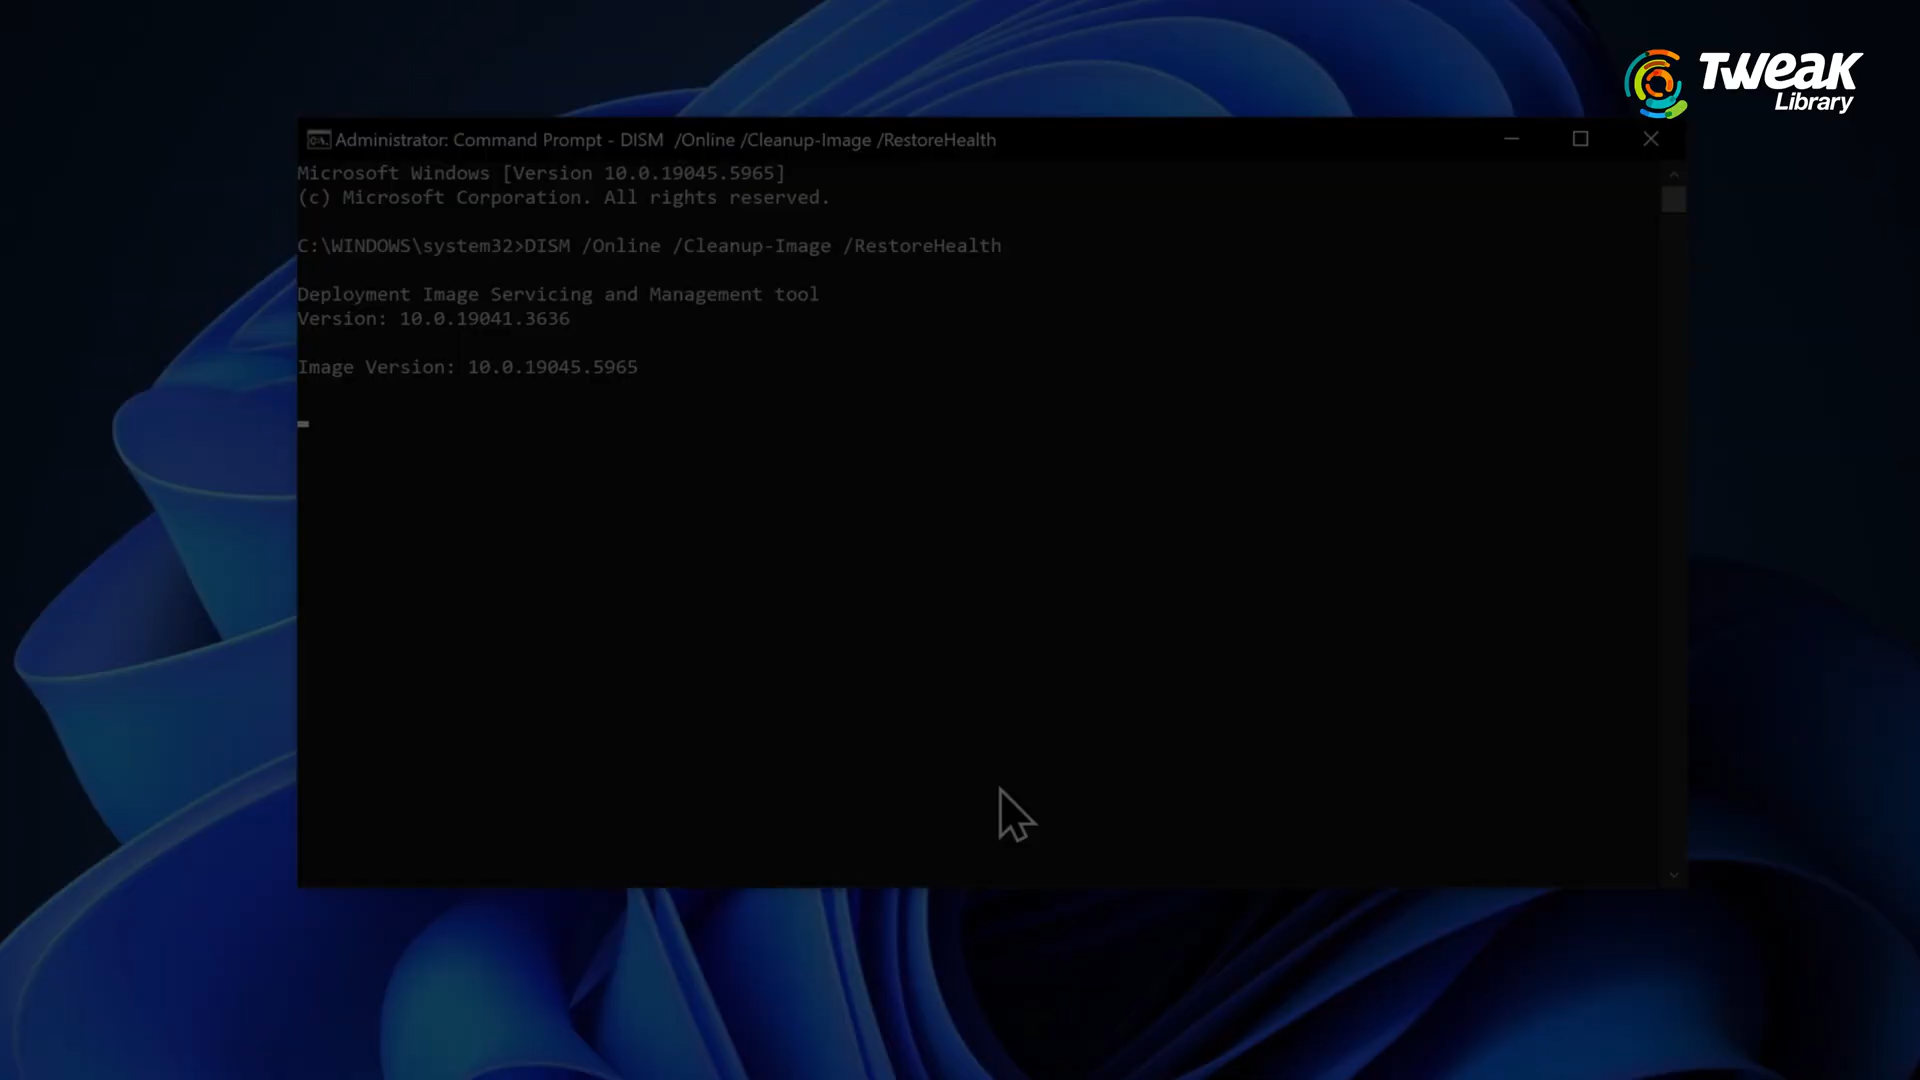 TWeaK
Library
Administrator: Command Prompt - DISM  /Online /Cleanup-Image /RestoreHealth
Microsoft Windows [Version 10.0.19045.5965]
(c) Microsoft Corporation. All rights reserved.
C:\WINDOWS\system32>DISM /Online /Cleanup-Image /RestoreHealth
Deployment Image Servicing and Management tool
Version: 10.0.19041.3636
Image Version: 10.0.19045.5965